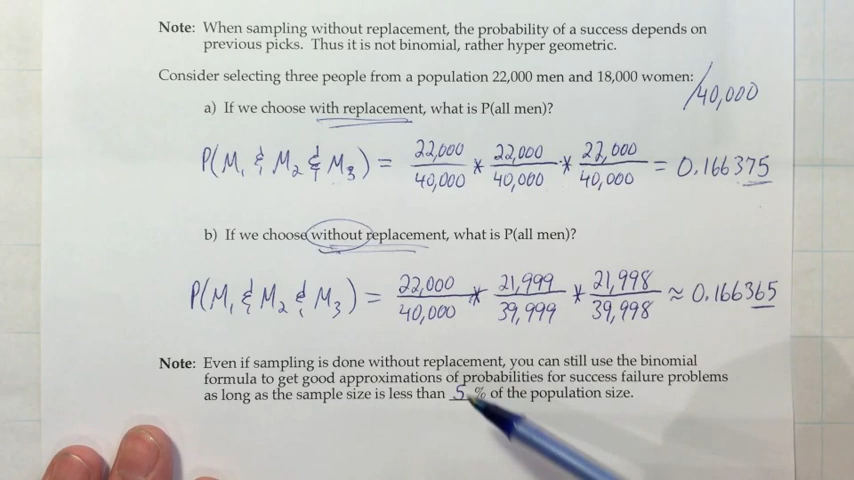 Note: When sampling without replacement, the probability of a success depends on
previous picks. Thus it is not binomial, rather hyper geometric.
Consider selecting three people from a population 22,000 men and 18,000 women: /40,000
a) If we choose with replacement, what is P(all men)?
P(M₁ & M₂ & M₃) = 22,000/40,000 * 22,000/40,000 * 22,000/40,000 = 0.166375
b) If we choose without replacement, what is P(all men)?
P(M₁ & M₂ & M₃) = 22,000/40,000 * 21,999/39,999 * 21,998/39,998 ≈ 0.166365
Note: Even if sampling is done without replacement, you can still use the binomial
formula to get good approximations of probabilities for success failure problems
as long as the sample size is less than 5 % of the population size.